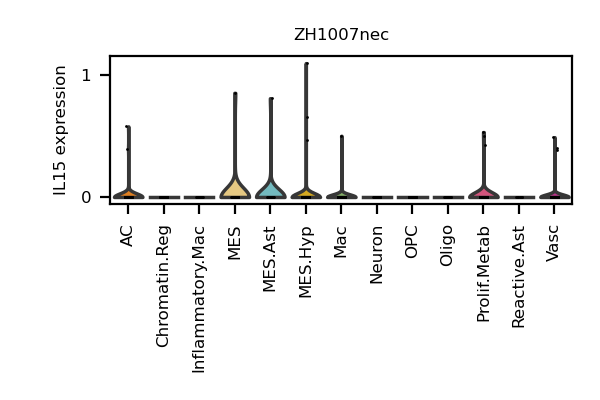 ZH1007nec
IL15 expression
1
0
AC
Chromatin.Reg
Inflammatory.Mac
MES
MES.Ast
MES.Hyp
Mac
Neuron
OPC
Oligo
Prolif.Metab
Reactive.Ast
Vasc